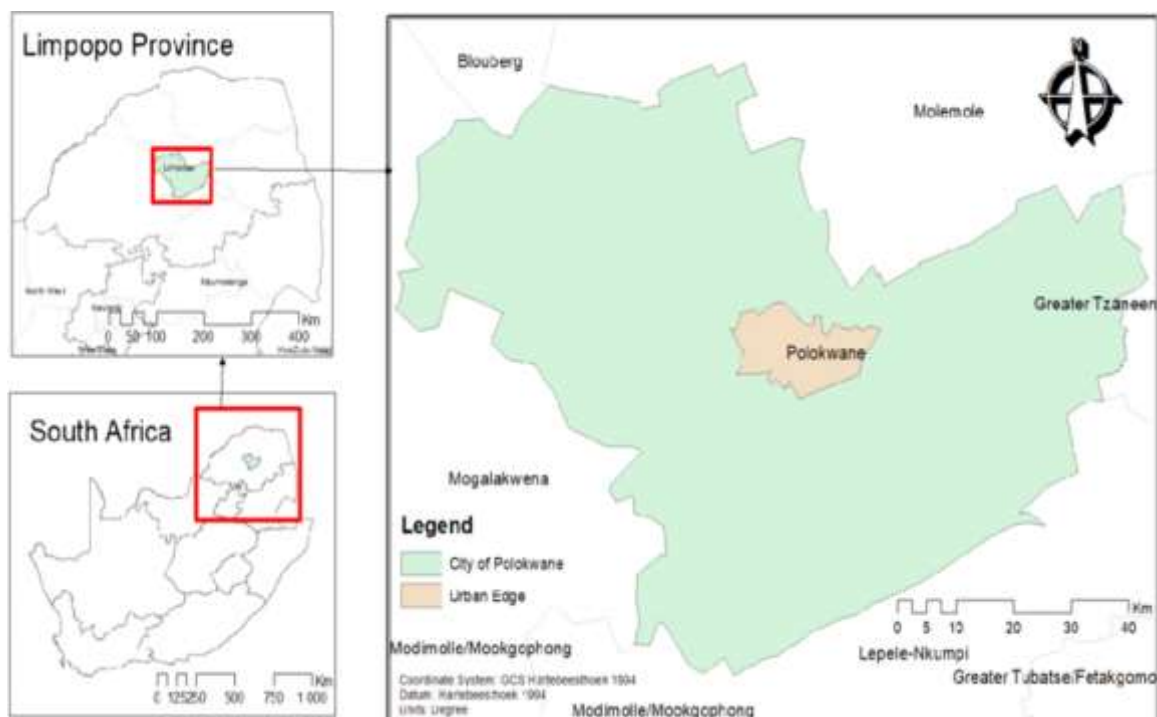 Limpopo Province
Limpopo
Mpumalanga
Km
0 50 100 200 300 400
South Africa
Km
0 125 250 500 750 1 000
N
Blouberg
Molemole
Greater Tzaneen
Polokwane
Mogalakwena
Legend
City of Polokwane
Urban Edge
Km
0 5 10 20 30 40
Lepele-Nkumpi
Modimolle/Mookgophong
Greater Tubatse/Fetakgomo
Coordinate System: GCS Hartebeesthoek 1994
Datum: Hartebeesthoek 1994
Units: Degree
Modimolle/Mookgophong